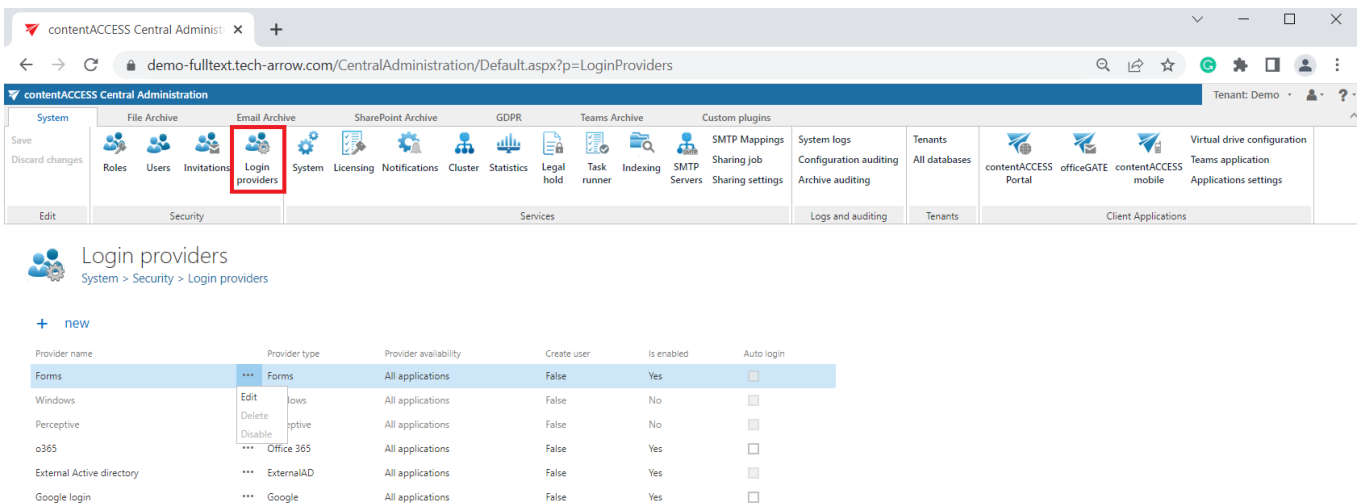 contentACCESS Central Administ
demo-fulltext.tech-arrow.com/CentralAdministration/Default.aspx?p=LoginProviders
contentACCESS Central Administration
Tenant: Demo
System File Archive Email Archive SharePoint Archive GDPR Teams Archive Custom plugins
Save
Discard changes
Roles Users Invitations Login providers
System Licensing Notifications Cluster Statistics Legal hold Task runner Indexing SMTP Servers
SMTP Mappings
Sharing job
Sharing settings
System logs
Configuration auditing
Archive auditing
Tenants
All databases
contentACCESS Portal officeGATE contentACCESS mobile
Virtual drive configuration
Teams application
Applications settings
Edit Security Services Logs and auditing Tenants Client Applications
Login providers
System > Security > Login providers
+ new
Provider name Provider type Provider availability Create user Is enabled Auto login
Forms ••• Forms All applications False Yes
Windows lows All applications False No
Perceptive eptive All applications False No
o365 ••• Office 365 All applications False Yes
External Active directory ••• ExternalAD All applications False Yes
Google login ••• Google All applications False Yes
Edit
Delete
Disable